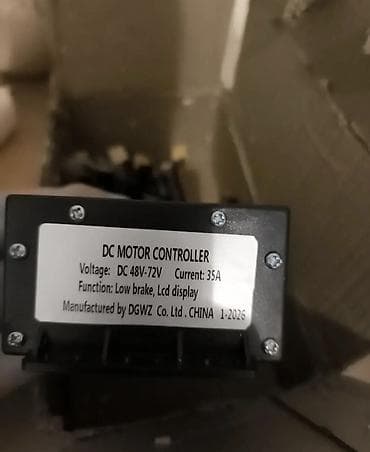 DC MOTOR CONTROLLER
Voltage: DC 48V-72V Current: 35A
Function: Low brake, Lcd display
Manufactured by DGWZ Co. Ltd. CHINA 1-2026